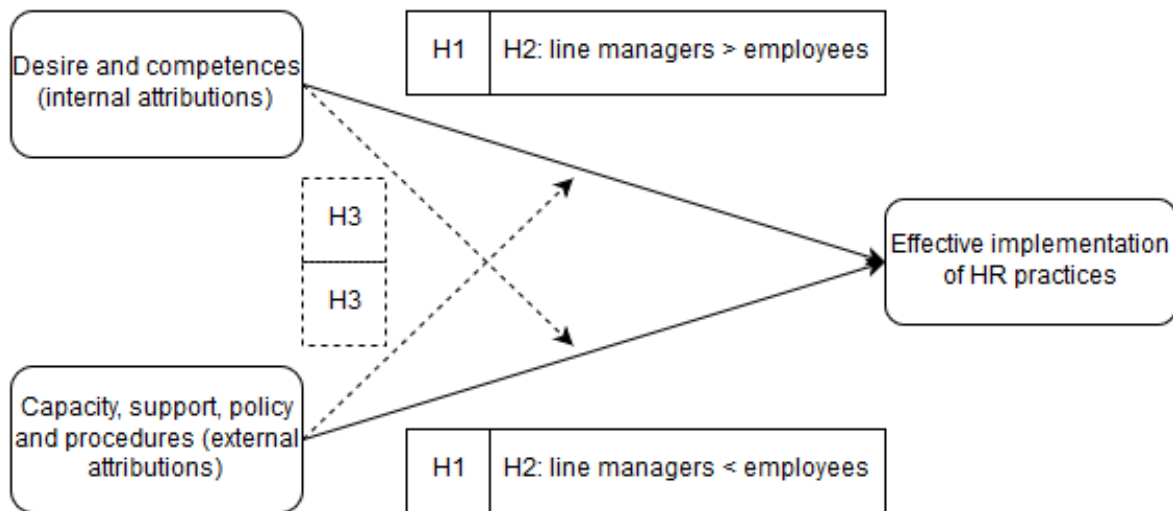 Desire and competences
(internal attributions)
H1
H2: line managers > employees
H3
H3
Effective implementation
of HR practices
Capacity, support, policy
and procedures (external
attributions)
H1
H2: line managers < employees